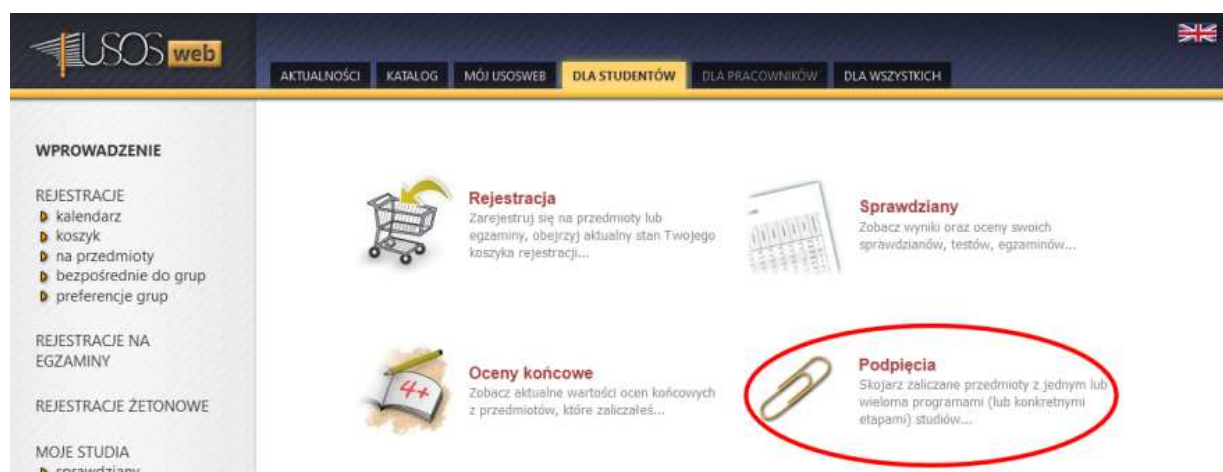 USOS web
AKTUALNOŚCI KATALOG MÓJ USOSWEB DLA STUDENTÓW DLA PRACOWNIKÓW DLA WSZYSTKICH
WPROWADZENIE
REJESTRACJE
kalendarz
koszyk
na przedmioty
bezpośrednie do grup
preferencje grup
REJESTRACJE NA
EGZAMINY
REJESTRACJE ŻETONOWE
MOJE STUDIA
sprawdziany
Rejestracja
Zarejestruj się na przedmioty lub
egzaminy, obejrzyj aktualny stan Twojego
koszyka rejestracji...
Sprawdziany
Zobacz wyniki oraz oceny swoich
sprawdzianów, testów, egzaminów...
4+
Oceny końcowe
Zobacz aktualne wartości ocen końcowych
z przedmiotów, które zaliczałeś...
Podpięcia
Skojarz zaliczane przedmioty z jednym lub
wieloma programami (lub konkretnymi
etapami) studiów...